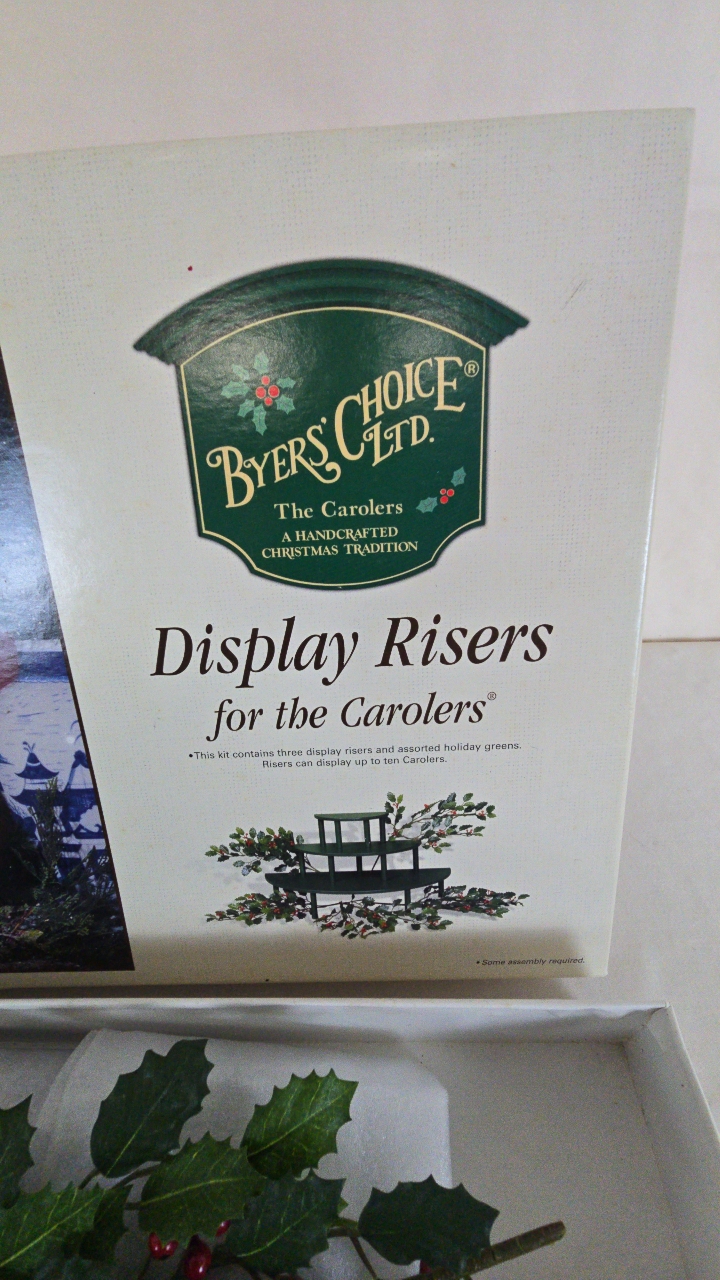 BYERS' CHOICE®
LTD.
The Carolers
A HANDCRAFTED
CHRISTMAS TRADITION
Display Risers
for the Carolers®
•This kit contains three display risers and assorted holiday greens.
Risers can display up to ten Carolers.
• Some assembly required.